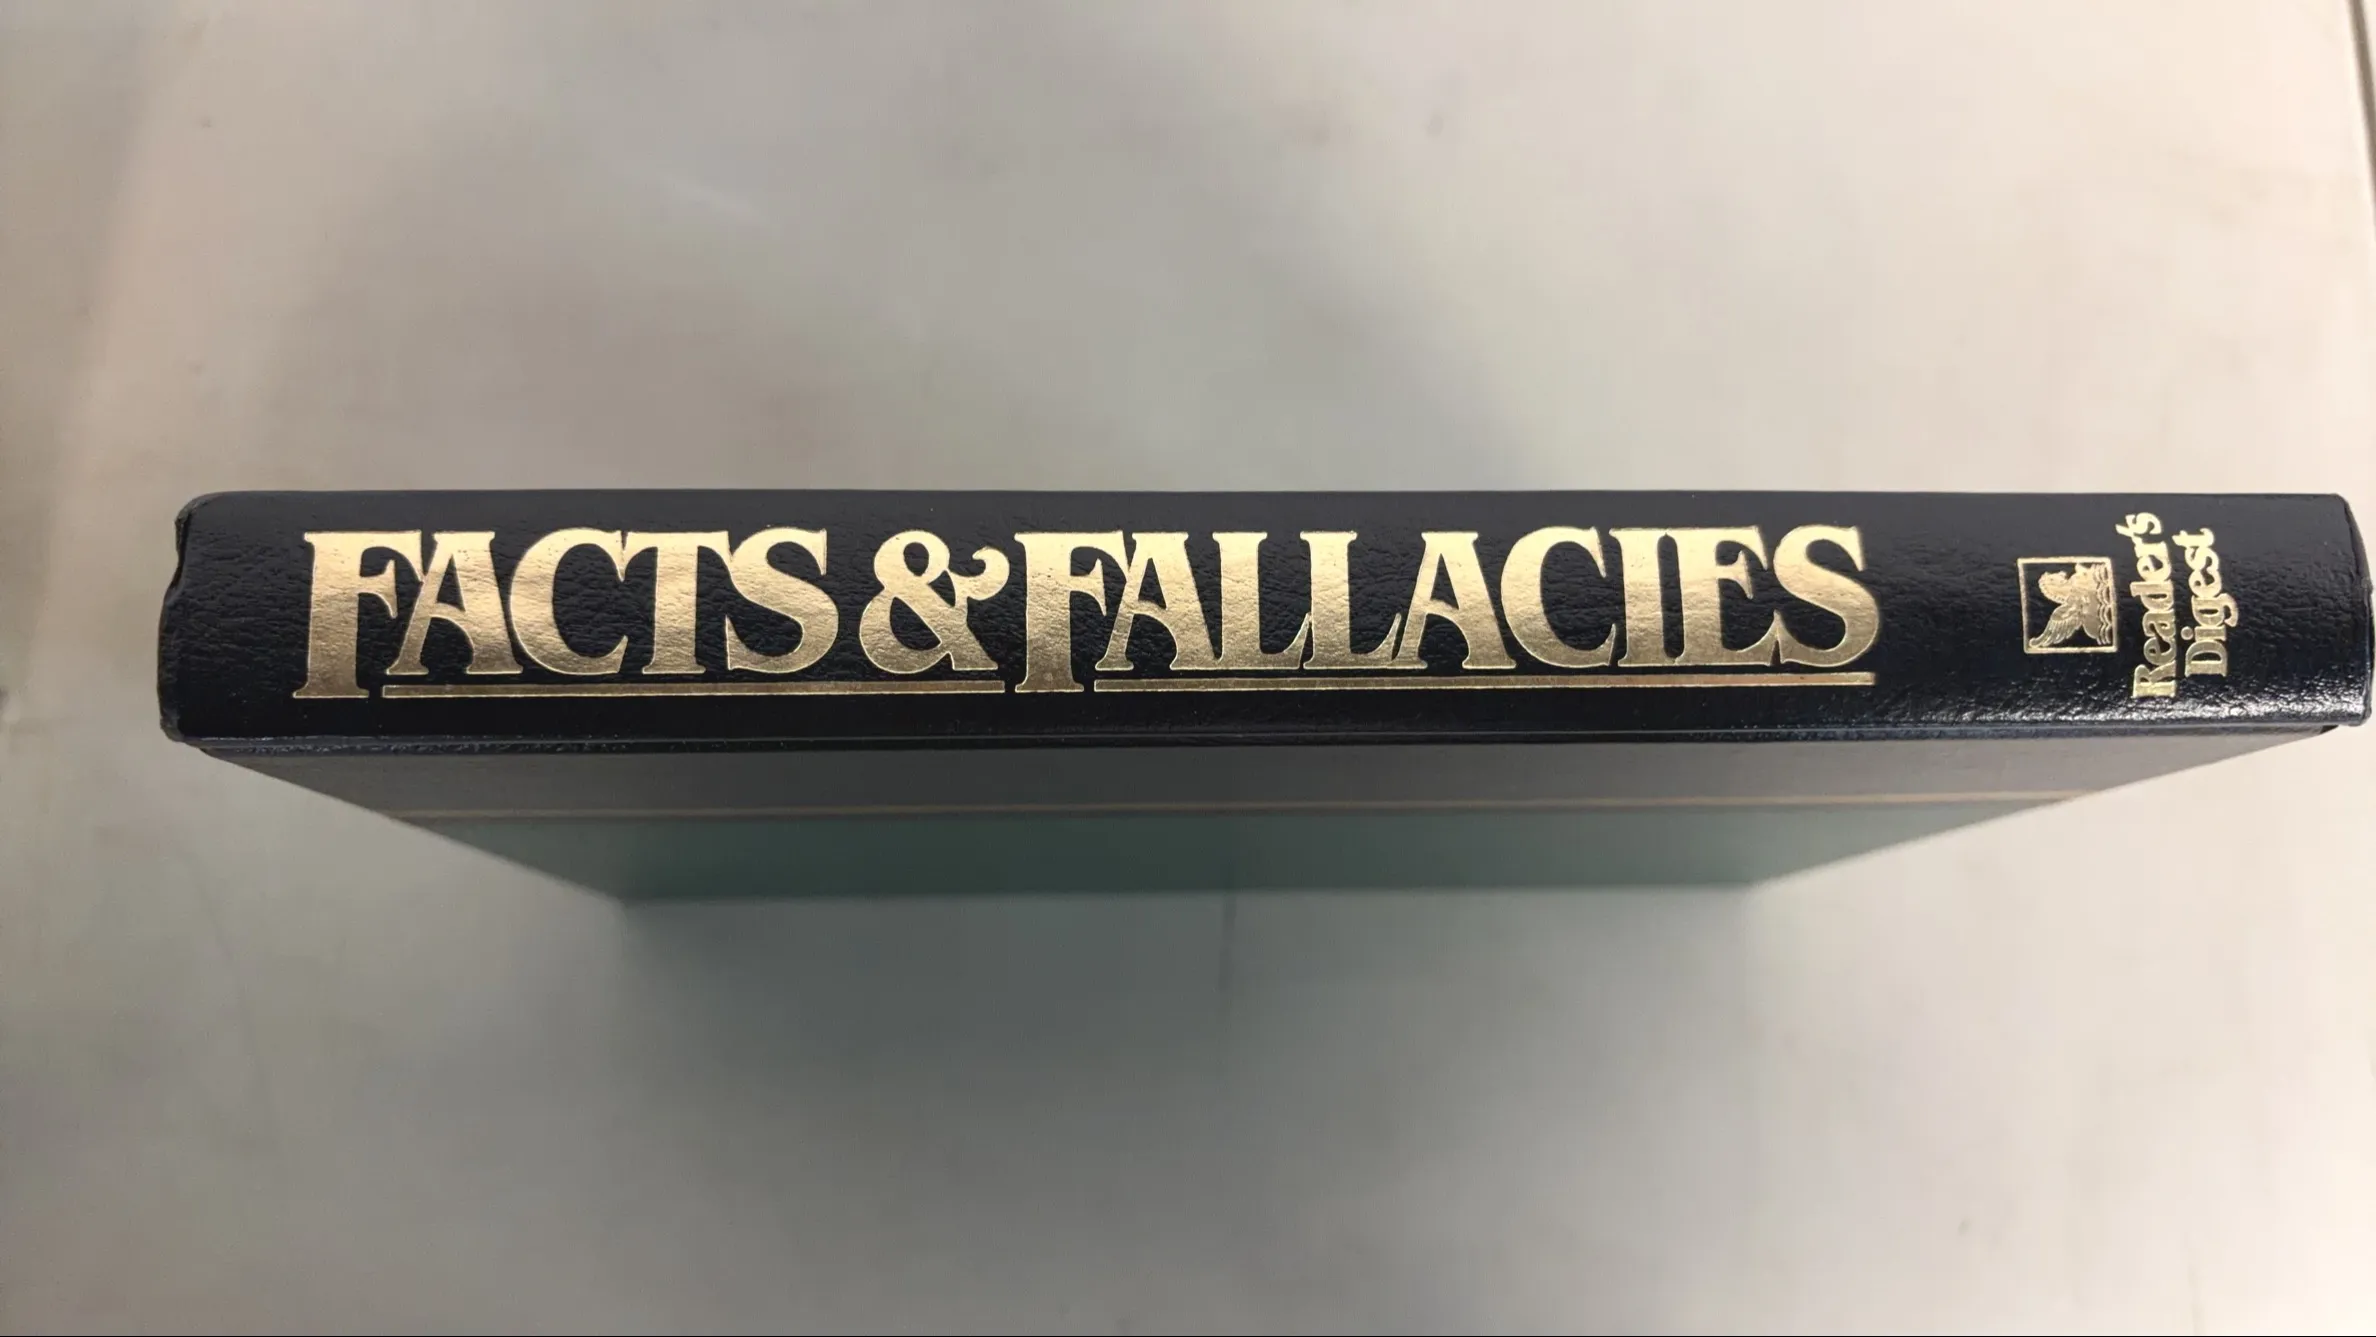 FACTS & FALLACIES
Reader's
Digest